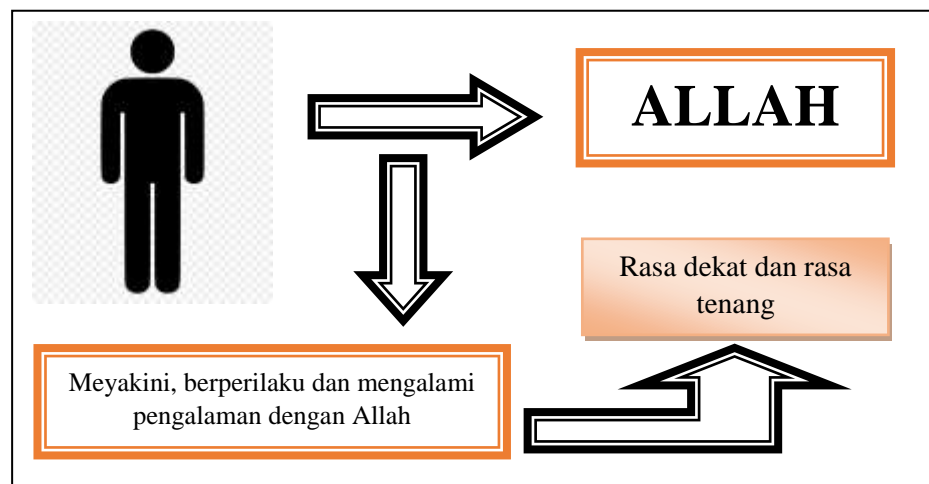 ALLAH
Rasa dekat dan rasa
tenang
Meyakini, berperilaku dan mengalami
pengalaman dengan Allah